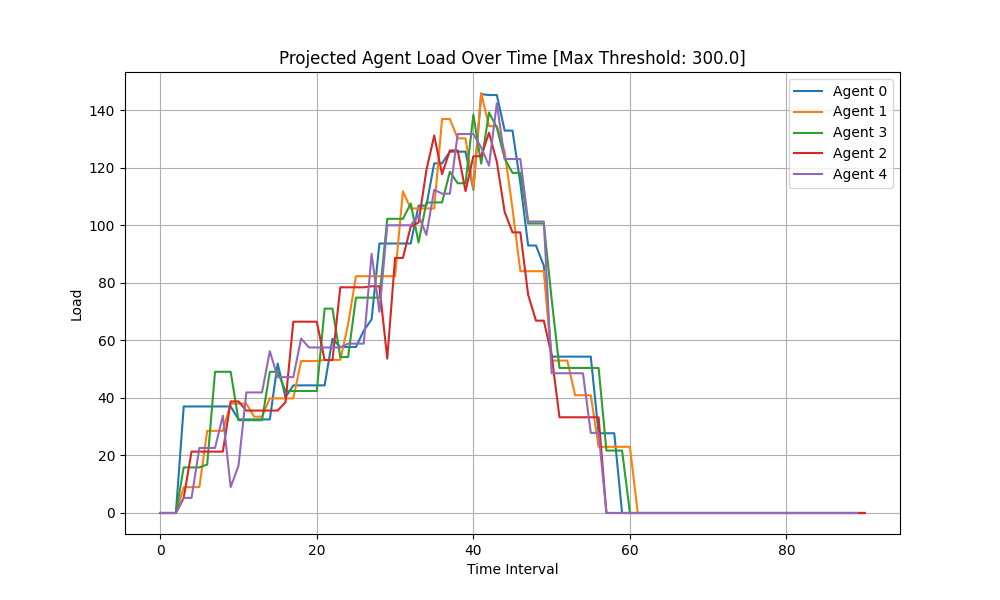 Projected Agent Load Over Time [Max Threshold: 300.0]
Load
140
120
100
80
60
40
20
0
Agent 0
Agent 1
Agent 3
Agent 2
Agent 4
0 20 40 60 80
Time Interval